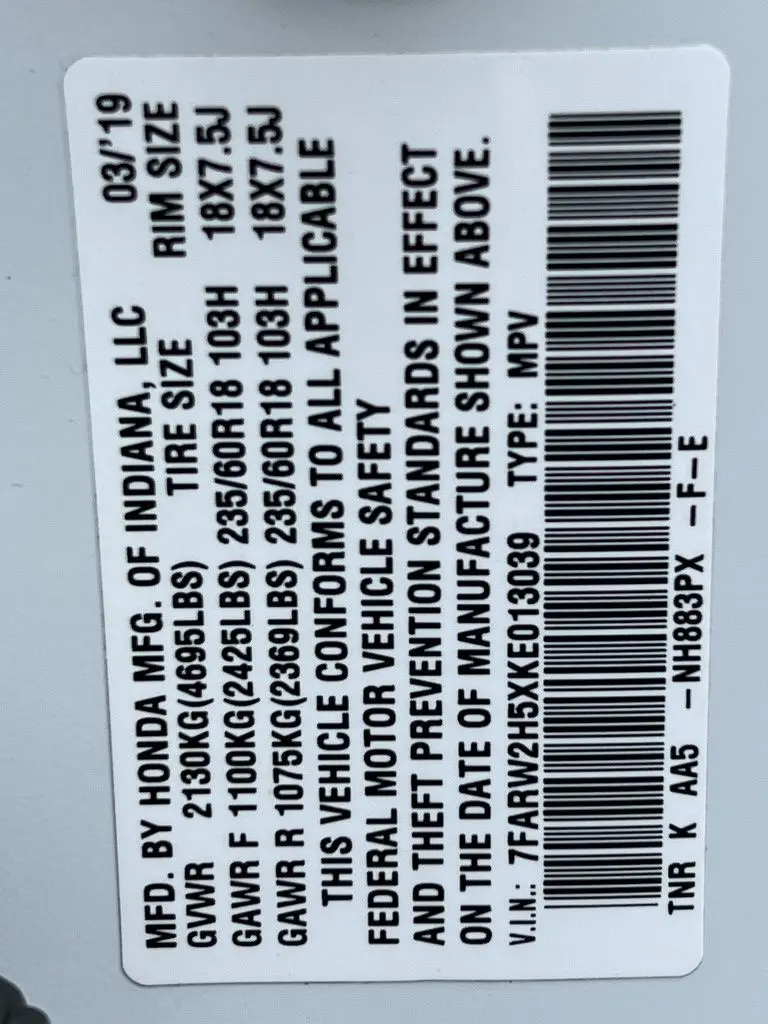 MFD. BY HONDA MFG. OF INDIANA, LLC 03/'19
GVWR 2130KG(4695LBS) TIRE SIZE RIM SIZE
GAWR F 1100KG(2425LBS) 235/60R18 103H 18X7.5J
GAWR R 1075KG(2369LBS) 235/60R18 103H 18X7.5J
THIS VEHICLE CONFORMS TO ALL APPLICABLE
FEDERAL MOTOR VEHICLE SAFETY
AND THEFT PREVENTION STANDARDS IN EFFECT
ON THE DATE OF MANUFACTURE SHOWN ABOVE.
V.I.N.: 7FARW2H5XKE013039 TYPE: MPV
TNR K AA5 -NH883PX -F-E